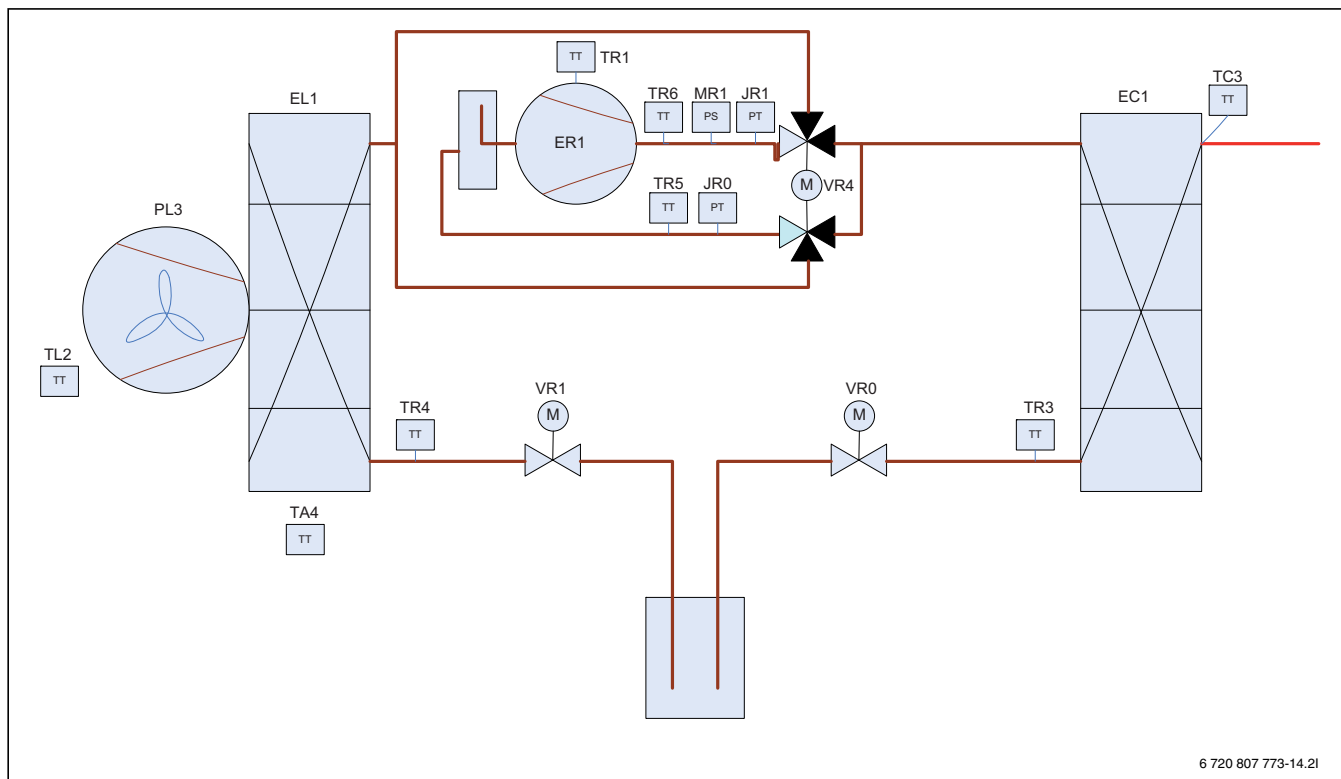 TT TR1
EL1
TR6 MR1 JR1
TT PS PT
EC1
TC3
TT
ER1
TR5 JR0
TT PT
M VR4
PL3
TL2
TT
TR4
TT
VR1
M
VR0
M
TR3
TT
TA4
TT
6 720 807 773-14.2I